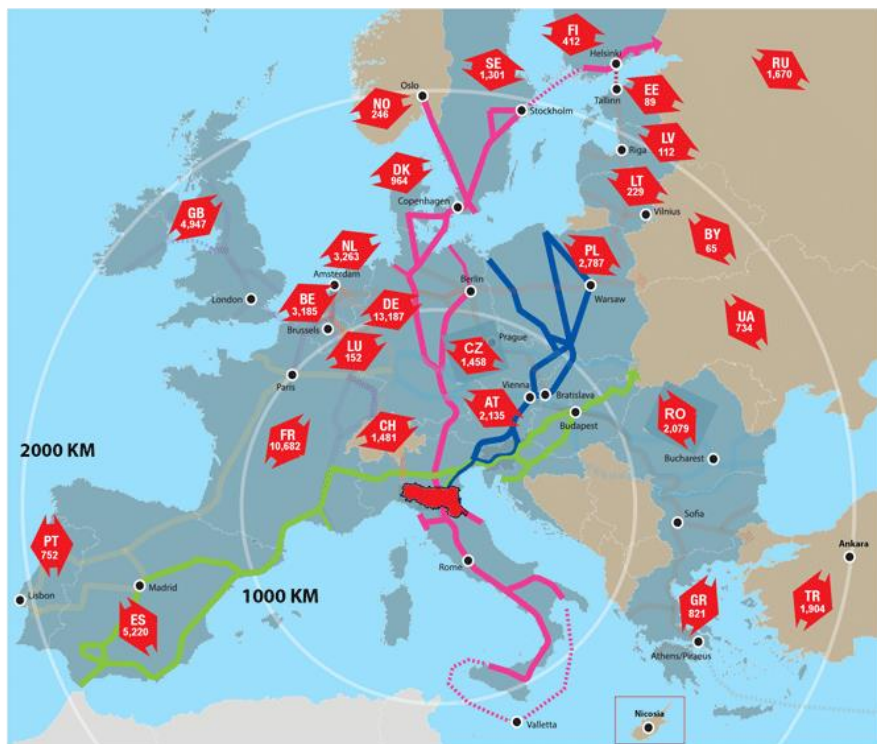 FI
412
Helsinki
SE
1,301
RU
1,670
Oslo
NO
246
Stockholm
Tallinn
EE
89
Riga
LV
112
DK
964
LT
229
Copenhagen
Vilnius
GB
4,947
BY
65
NL
3,263
PL
2,787
Amsterdam
Berlin
Warsaw
London
BE
3,185
DE
13,187
UA
734
Brussels
LU
152
Prague
CZ
1,458
Paris
Vienna
Bratislava
AT
2,135
Budapest
RO
2.079
CH
1,481
FR
10,682
2000 KM
Bucharest
Sofia
PT
752
Ankara
Rome
Madrid
Lisbon
1000 KM
TR
1,904
GR
821
ES
5,220
Athens/Piraeus
Valletta
Nicosia